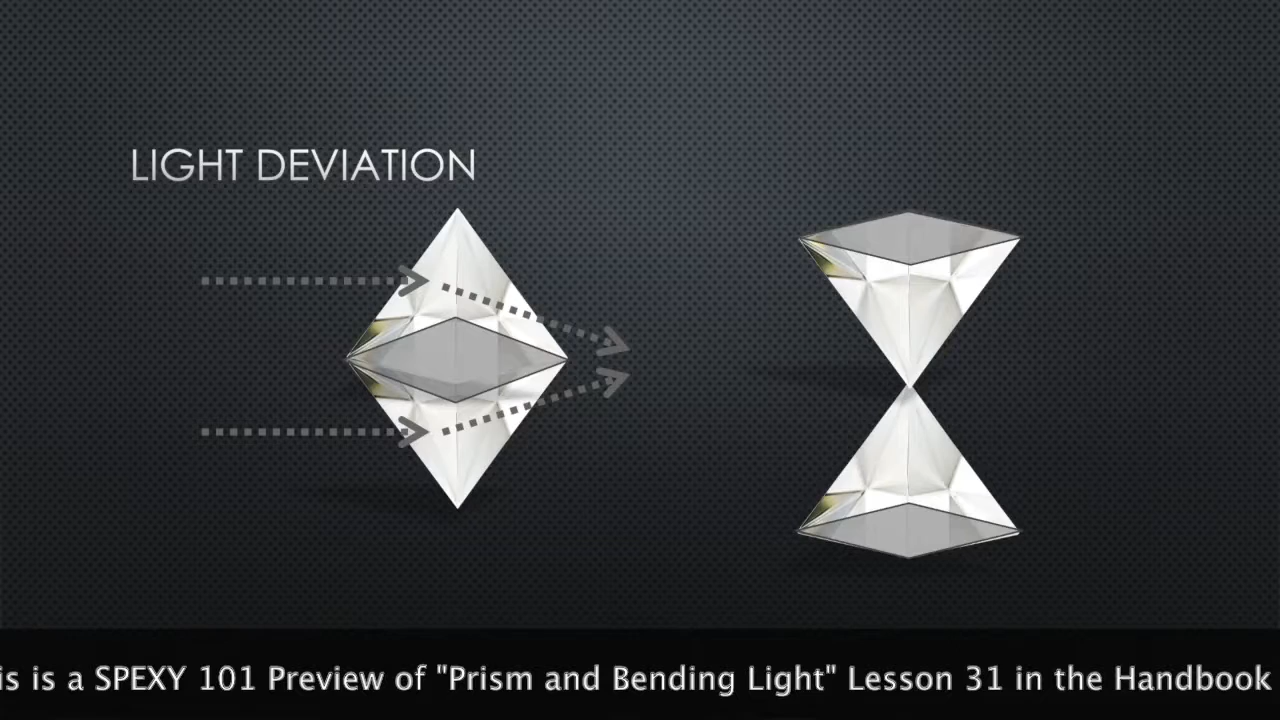 LIGHT DEVIATION
is is a SPEXY 101 Preview of "Prism and Bending Light" Lesson 31 in the Handbook